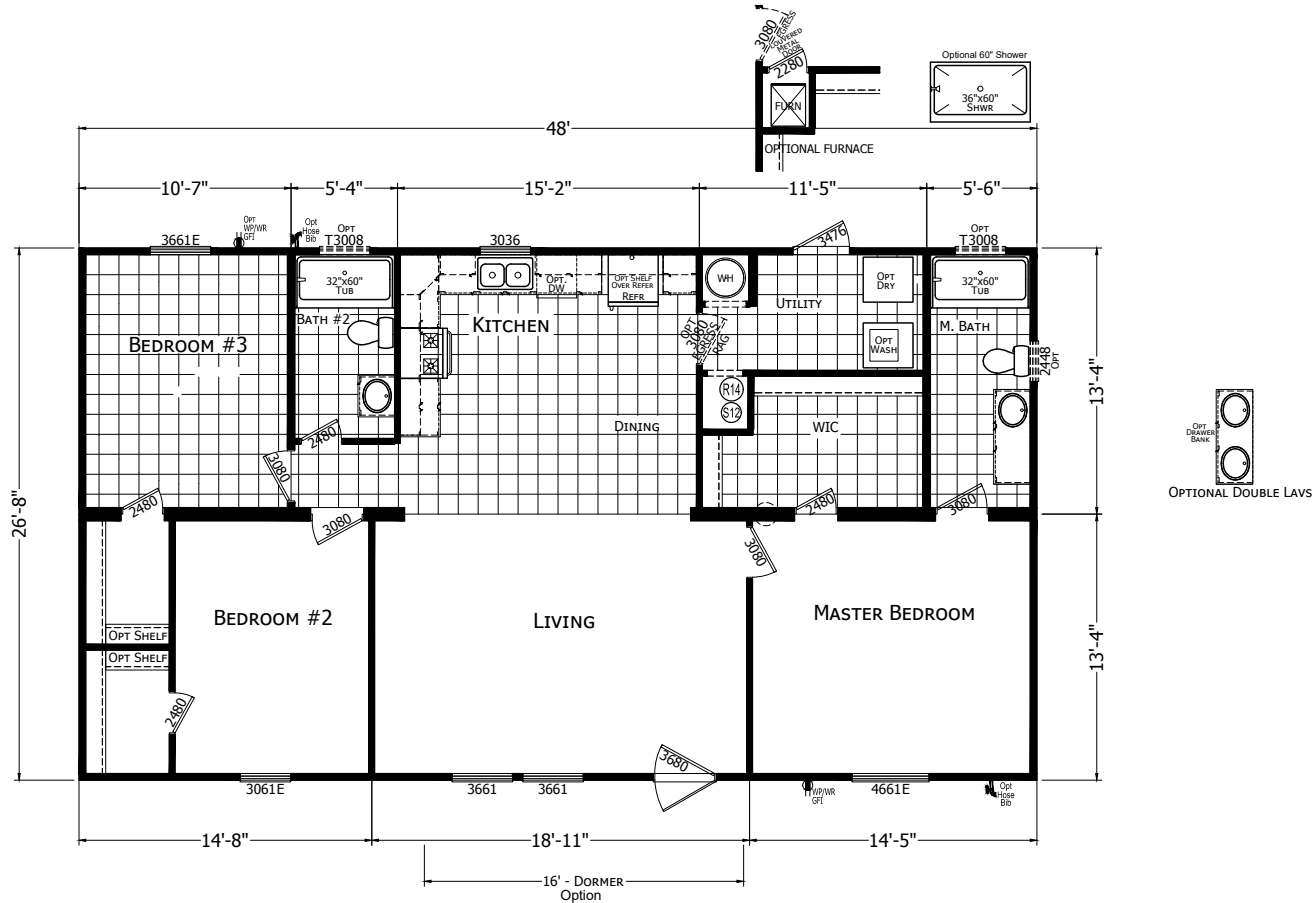 3080
EGRESS
LOUVERED
METAL
DOOR
2280
FURN
OPTIONAL FURNACE
Optional 60" Shower
36"x60"
SHWR
48'
10'-7"
5'-4"
15'-2"
11'-5"
5'-6"
3661E
OPT
WP/WR
GFI
Opt
Hose
Bib
OPT
T3008
3036
3476
OPT
T3008
32"x60"
TUB
OPT.
DW
OPT SHELF
OVER REFER
REFR
WH
UTILITY
OPT
DRY
32"x60"
TUB
BATH #2
KITCHEN
BEDROOM #3
OPT
3080
EGRESS
RAG
OPT
WASH
M. BATH
2448
OPT
13'-4"
R14
S12
DINING
WIC
2480
3080
2480
3080
2480
3080
OPT
DRAWER
BANK
OPTIONAL DOUBLE LAVS
26'-8"
3080
BEDROOM #2
LIVING
MASTER BEDROOM
13'-4"
OPT SHELF
OPT SHELF
2480
3680
3061E
3661
3661
WP/WR
GFI
4661E
Opt
Hose
Bib
14'-8"
18'-11"
14'-5"
16' - DORMER
Option